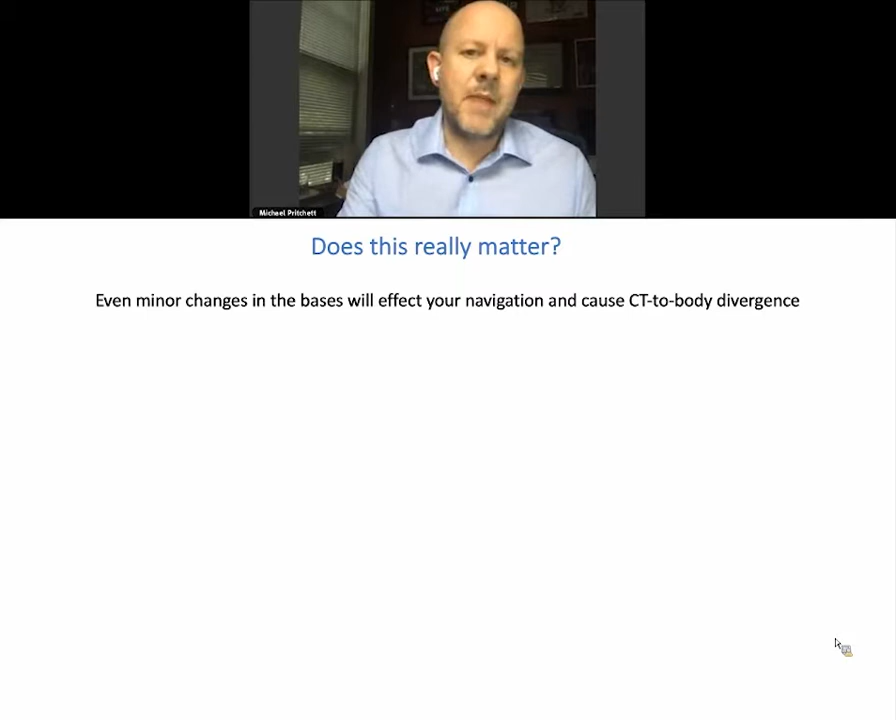 Michael Pritchett
Does this really matter?
Even minor changes in the bases will effect your navigation and cause CT-to-body divergence